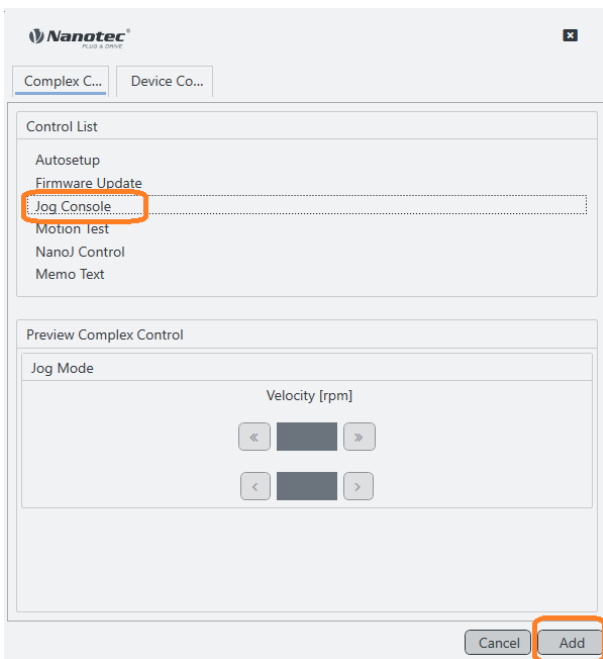 Nanotec®
PLUG & DRIVE
Complex C... Device Co...
Control List
Autosetup
Firmware Update
Jog Console
Motion Test
NanoJ Control
Memo Text
Preview Complex Control
Jog Mode
Velocity [rpm]
« »
< >
Cancel Add